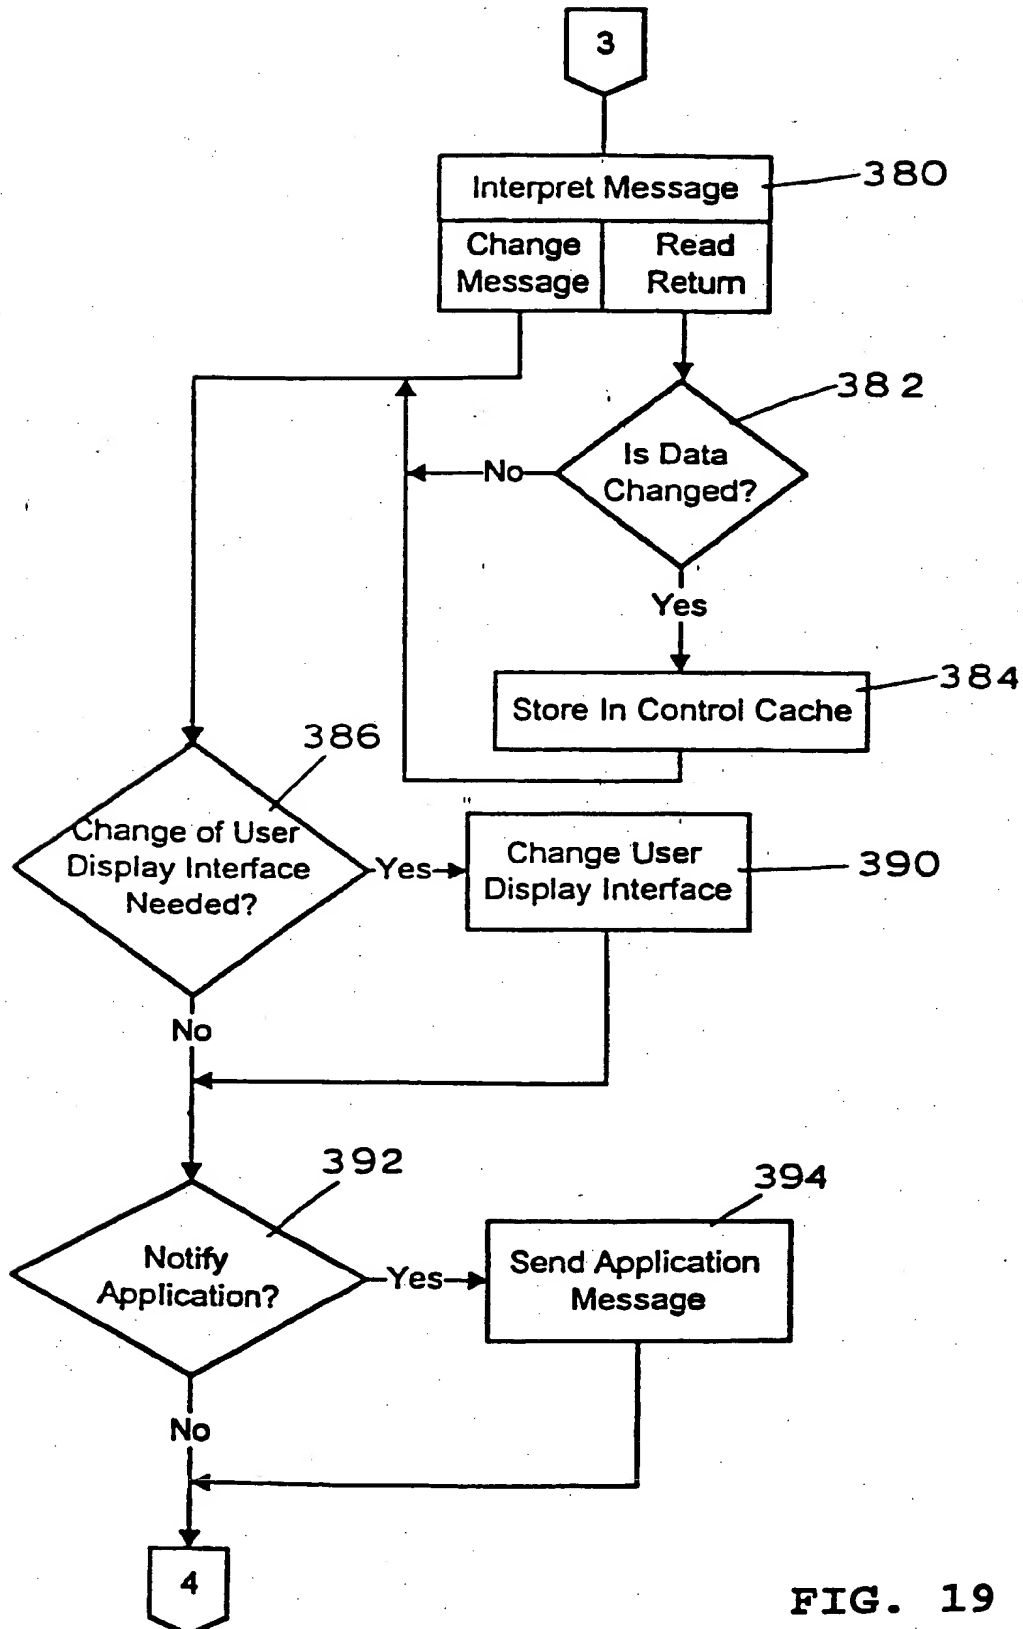 3
Interpret Message
380
Change
Message
Read
Return
382
Is Data
Changed?
No
Yes
384
Store In Control Cache
386
Change of User
Display Interface
Needed?
Yes
Change User
Display Interface
390
No
392
Notify
Application?
Yes
394
Send Application
Message
No
4
FIG. 19